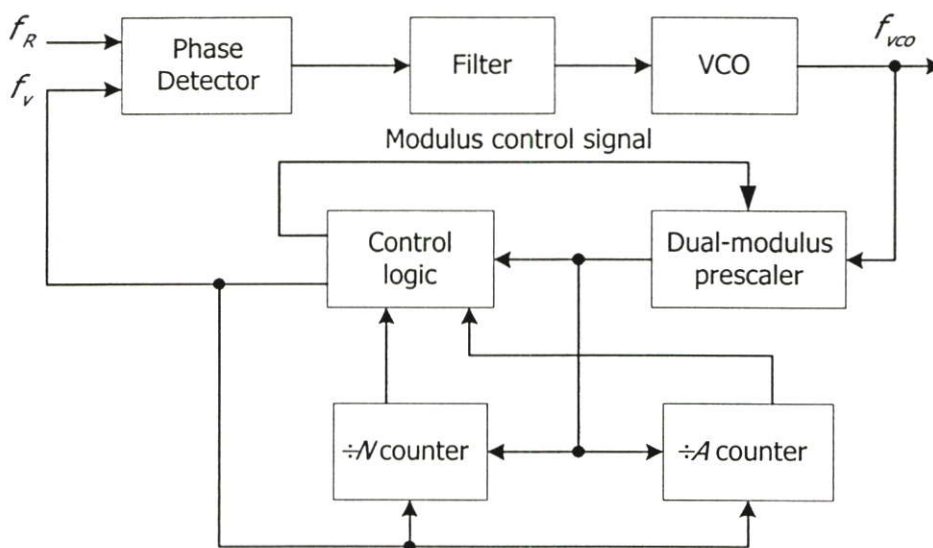 f_R
f_v
Phase
Detector
Filter
VCO
f_vco
Modulus control signal
Control
logic
Dual-modulus
prescaler
÷N counter
÷A counter